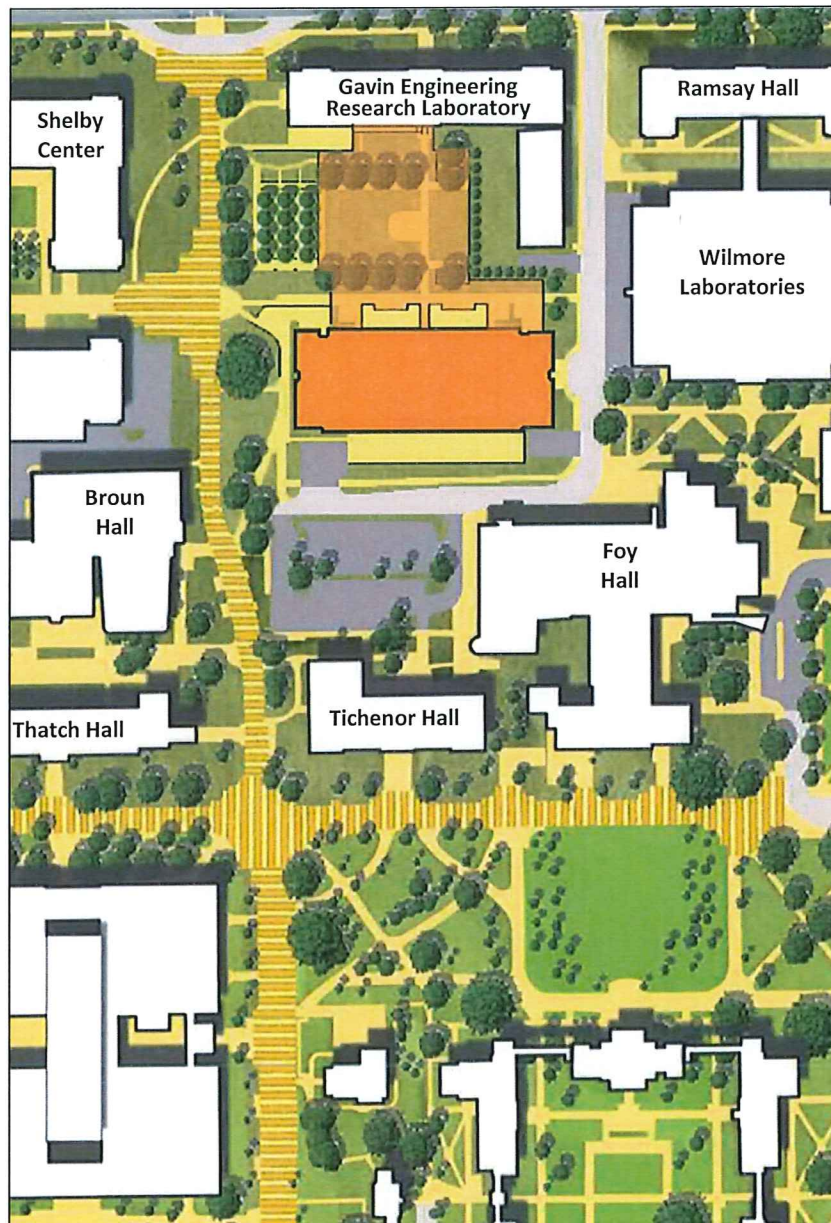 Gavin Engineering
Research Laboratory
Ramsay Hall
Shelby
Center
Wilmore
Laboratories
Broun
Hall
Foy
Hall
Thatch Hall
Tichenor Hall